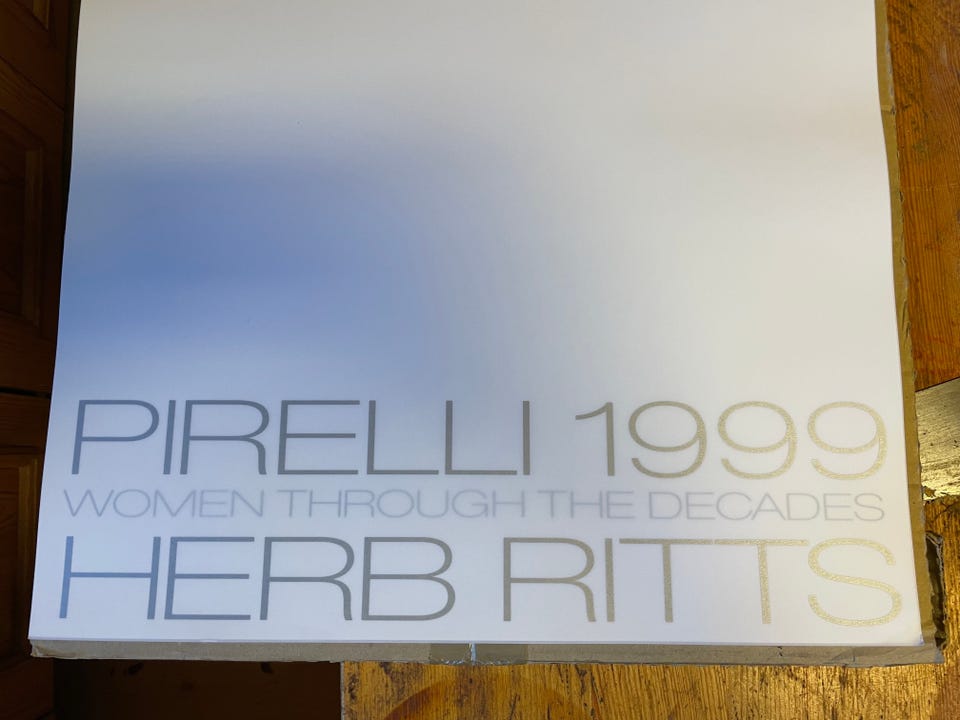 PIRELLI 1999
WOMEN THROUGH THE DECADES
HERB RITTS